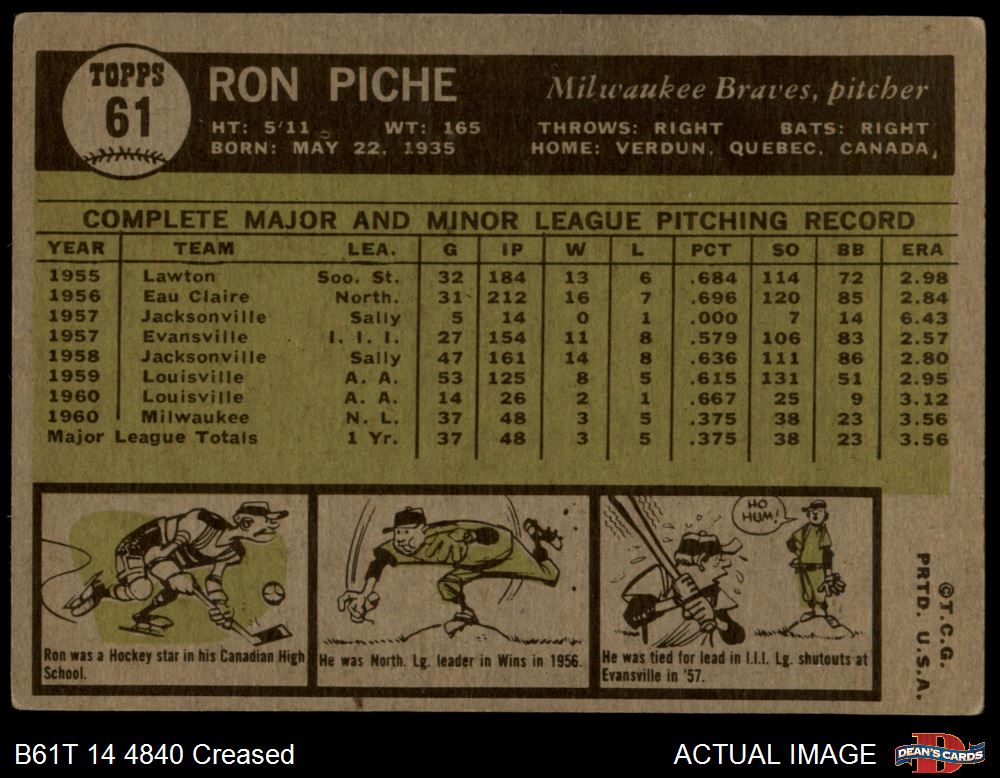 TOPPS
61
RON PICHE
Milwaukee Braves, pitcher
HT: 5'11 WT: 165 THROWS: RIGHT BATS: RIGHT
BORN: MAY 22, 1935 HOME: VERDUN, QUEBEC, CANADA,
COMPLETE MAJOR AND MINOR LEAGUE PITCHING RECORD
YEAR TEAM LEA. G IP W L PCT SO BB ERA
1955 Lawton Soo. St. 32 184 13 6 .684 114 72 2.98
1956 Eau Claire North. 31 212 16 7 .696 120 85 2.84
1957 Jacksonville Sally 5 14 0 1 .000 7 14 6.43
1957 Evansville I. I. I. 27 154 11 8 .579 106 83 2.57
1958 Jacksonville Sally 47 161 14 8 .636 111 86 2.80
1959 Louisville A. A. 53 125 8 5 .615 131 51 2.95
1960 Louisville A. A. 14 26 2 1 .667 25 9 3.12
1960 Milwaukee N. L. 37 48 3 5 .375 38 23 3.56
Major League Totals 1 Yr. 37 48 3 5 .375 38 23 3.56
Ron was a Hockey star in his Canadian High
School.
He was North. Lg. leader in Wins in 1956.
HO
HUM!
He was tied for lead in I.I.I. Lg. shutouts at
Evansville in '57.
©T.C.G.
PRTD. U.S.A.
B61T 14 4840 Creased
ACTUAL IMAGE
DEAN'S CARDS